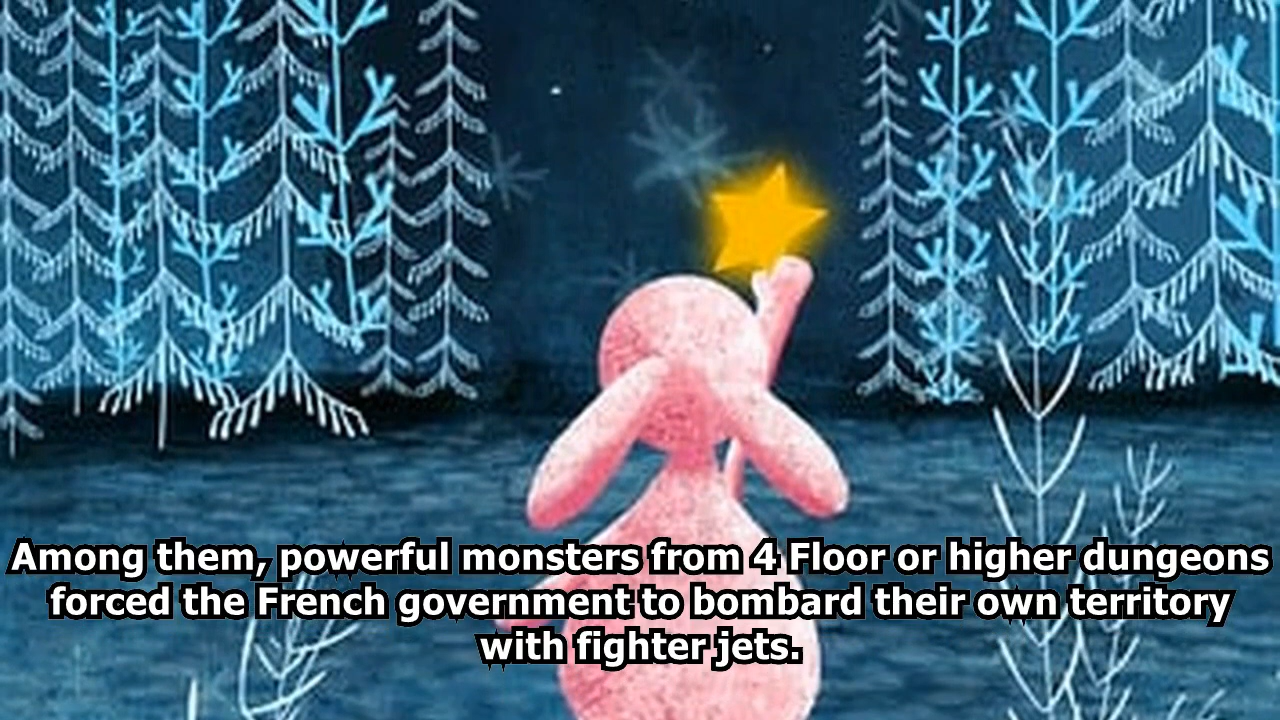 Among them, powerful monsters from 4 Floor or higher dungeons
forced the French government to bombard their own territory
with fighter jets.